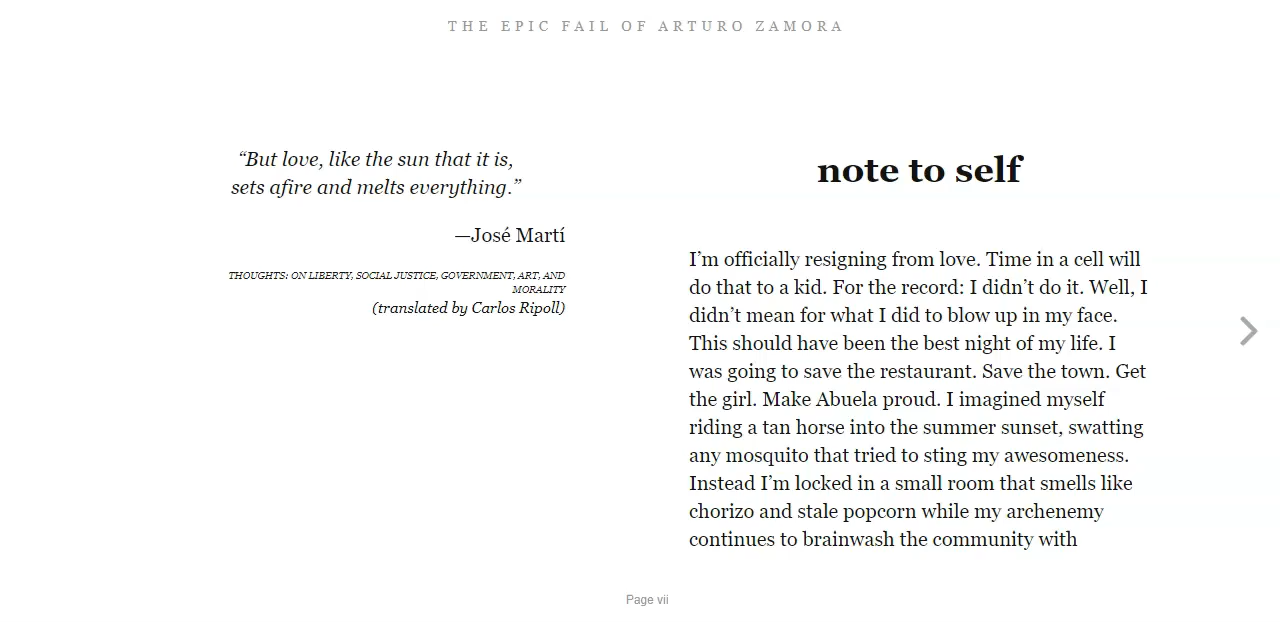 THE EPIC FAIL OF ARTURO ZAMORA
“But love, like the sun that it is,
sets afire and melts everything.”
—José Martí
THOUGHTS: ON LIBERTY, SOCIAL JUSTICE, GOVERNMENT, ART, AND
MORALITY
(translated by Carlos Ripoll)
note to self
I’m officially resigning from love. Time in a cell will
do that to a kid. For the record: I didn’t do it. Well, I
didn’t mean for what I did to blow up in my face.
This should have been the best night of my life. I
was going to save the restaurant. Save the town. Get
the girl. Make Abuela proud. I imagined myself
riding a tan horse into the summer sunset, swatting
any mosquito that tried to sting my awesomeness.
Instead I’m locked in a small room that smells like
chorizo and stale popcorn while my archenemy
continues to brainwash the community with
Page vii